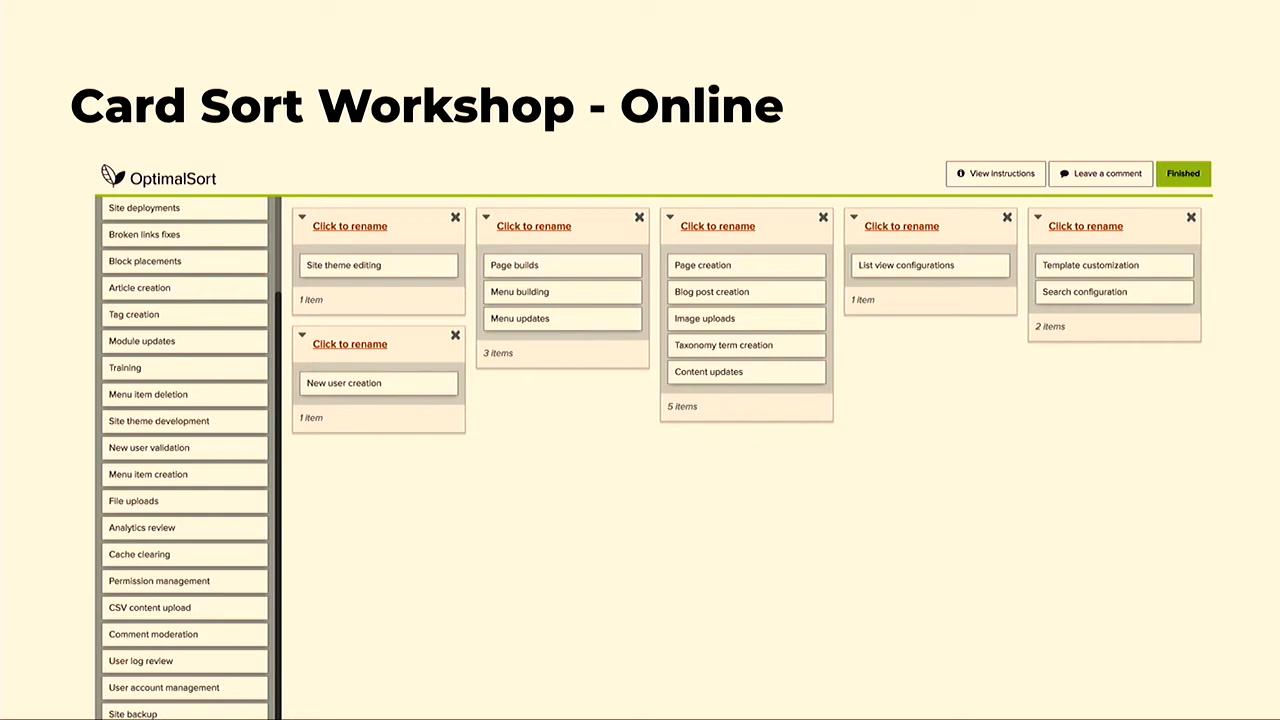 Card Sort Workshop - Online
OptimalSort
View instructions
Leave a comment
Finished
Site deployments
Broken links fixes
Block placements
Article creation
Tag creation
Module updates
Training
Menu item deletion
Site theme development
New user validation
Menu item creation
File uploads
Analytics review
Cache clearing
Permission management
CSV content upload
Comment moderation
User log review
User account management
Site backup
Click to rename
Site theme editing
1 item
Click to rename
New user creation
1 item
Click to rename
Page builds
Menu building
Menu updates
3 items
Click to rename
Page creation
Blog post creation
Image uploads
Taxonomy term creation
Content updates
5 items
Click to rename
List view configurations
1 item
Click to rename
Template customization
Search configuration
2 items